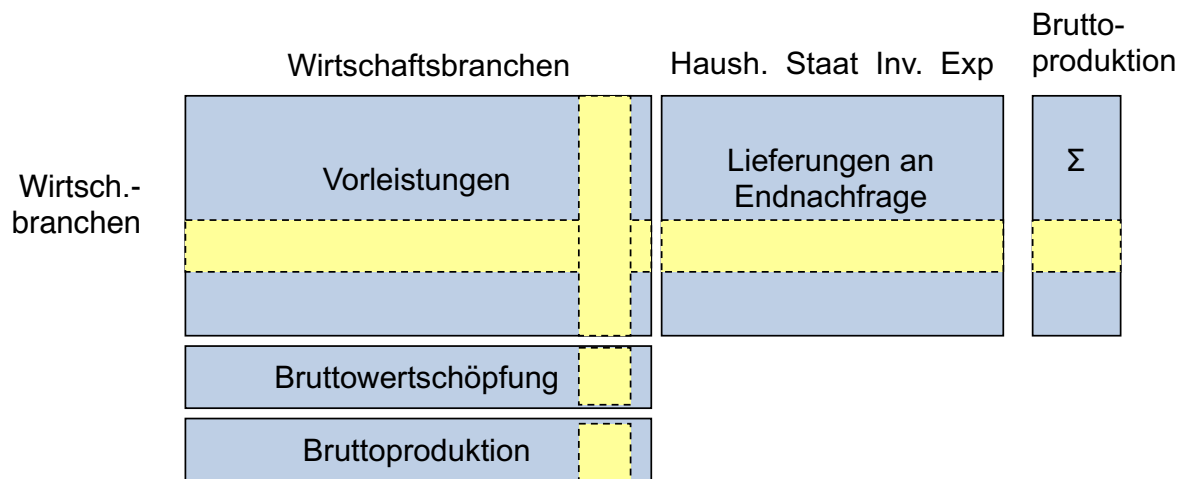 Brutto-
produktion
Wirtschaftsbranchen
Haush. Staat Inv. Exp
Wirtsch.-
branchen
Vorleistungen
Lieferungen an
Endnachfrage
Σ
Bruttowertschöpfung
Bruttoproduktion